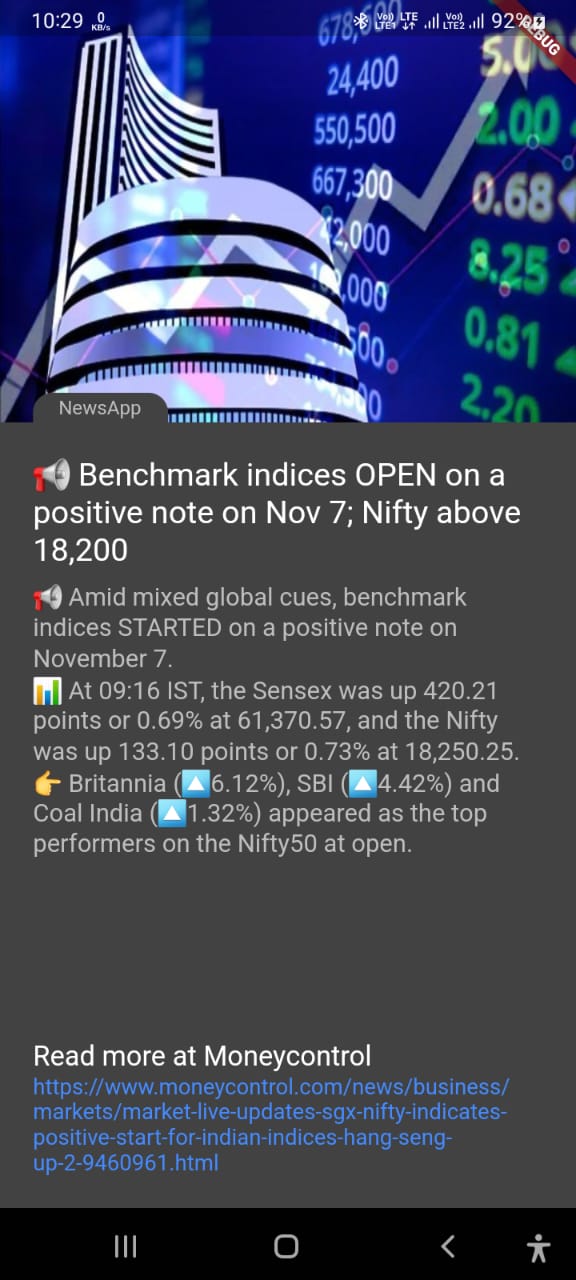 10:29 0 KB/s Vo) LTE1 LTE Vo) LTE2 92%
DEBUG
24,400
550,500
667,300
5.0
2.00
0.68
8.25
0.81
2.20
NewsApp
📢 Benchmark indices OPEN on a
positive note on Nov 7; Nifty above
18,200
📢 Amid mixed global cues, benchmark
indices STARTED on a positive note on
November 7.
📊 At 09:16 IST, the Sensex was up 420.21
points or 0.69% at 61,370.57, and the Nifty
was up 133.10 points or 0.73% at 18,250.25.
👉 Britannia (🔼6.12%), SBI (🔼4.42%) and
Coal India (🔼1.32%) appeared as the top
performers on the Nifty50 at open.
Read more at Moneycontrol
https://www.moneycontrol.com/news/business/
markets/market-live-updates-sgx-nifty-indicates-
positive-start-for-indian-indices-hang-seng-
up-2-9460961.html